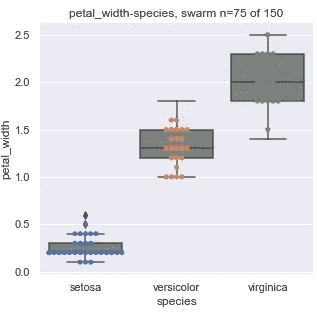 petal_width-species, swarm n=75 of 150
2.5
2.0
1.5
1.0
0.5
0.0
petal_width
setosa versicolor virginica
species